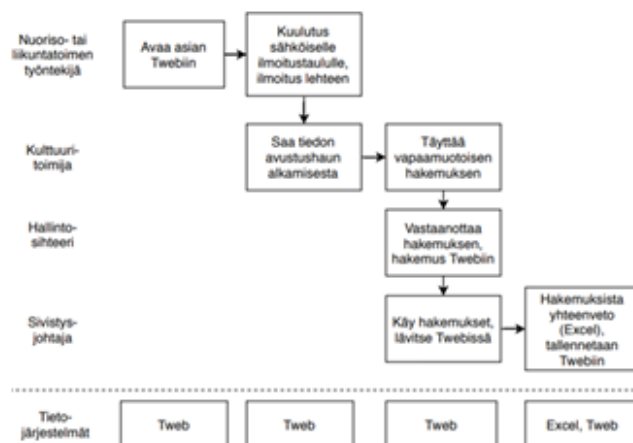 Nuoriso- tai
liikuntatoimen
työntekijä
Avaa asian
Twebiin
Kuulutus
sähköiselle
ilmoitustaululle,
ilmoitus lehteen
Kulttuuri-
toimija
Saa tiedon
avustushaun
alkamisesta
Täyttää
vapaamuotoisen
hakemuksen
Hallinto-
sihteeri
Vastaanottaa
hakemuksen,
hakemus Twebiin
Sivistys-
johtaja
Käy hakemukset,
lävitse Twebissä
Hakemuksista
yhteenveto
(Excel),
tallennetaan
Twebiin
Tieto-
järjestelmät
Tweb
Tweb
Tweb
Excel, Tweb